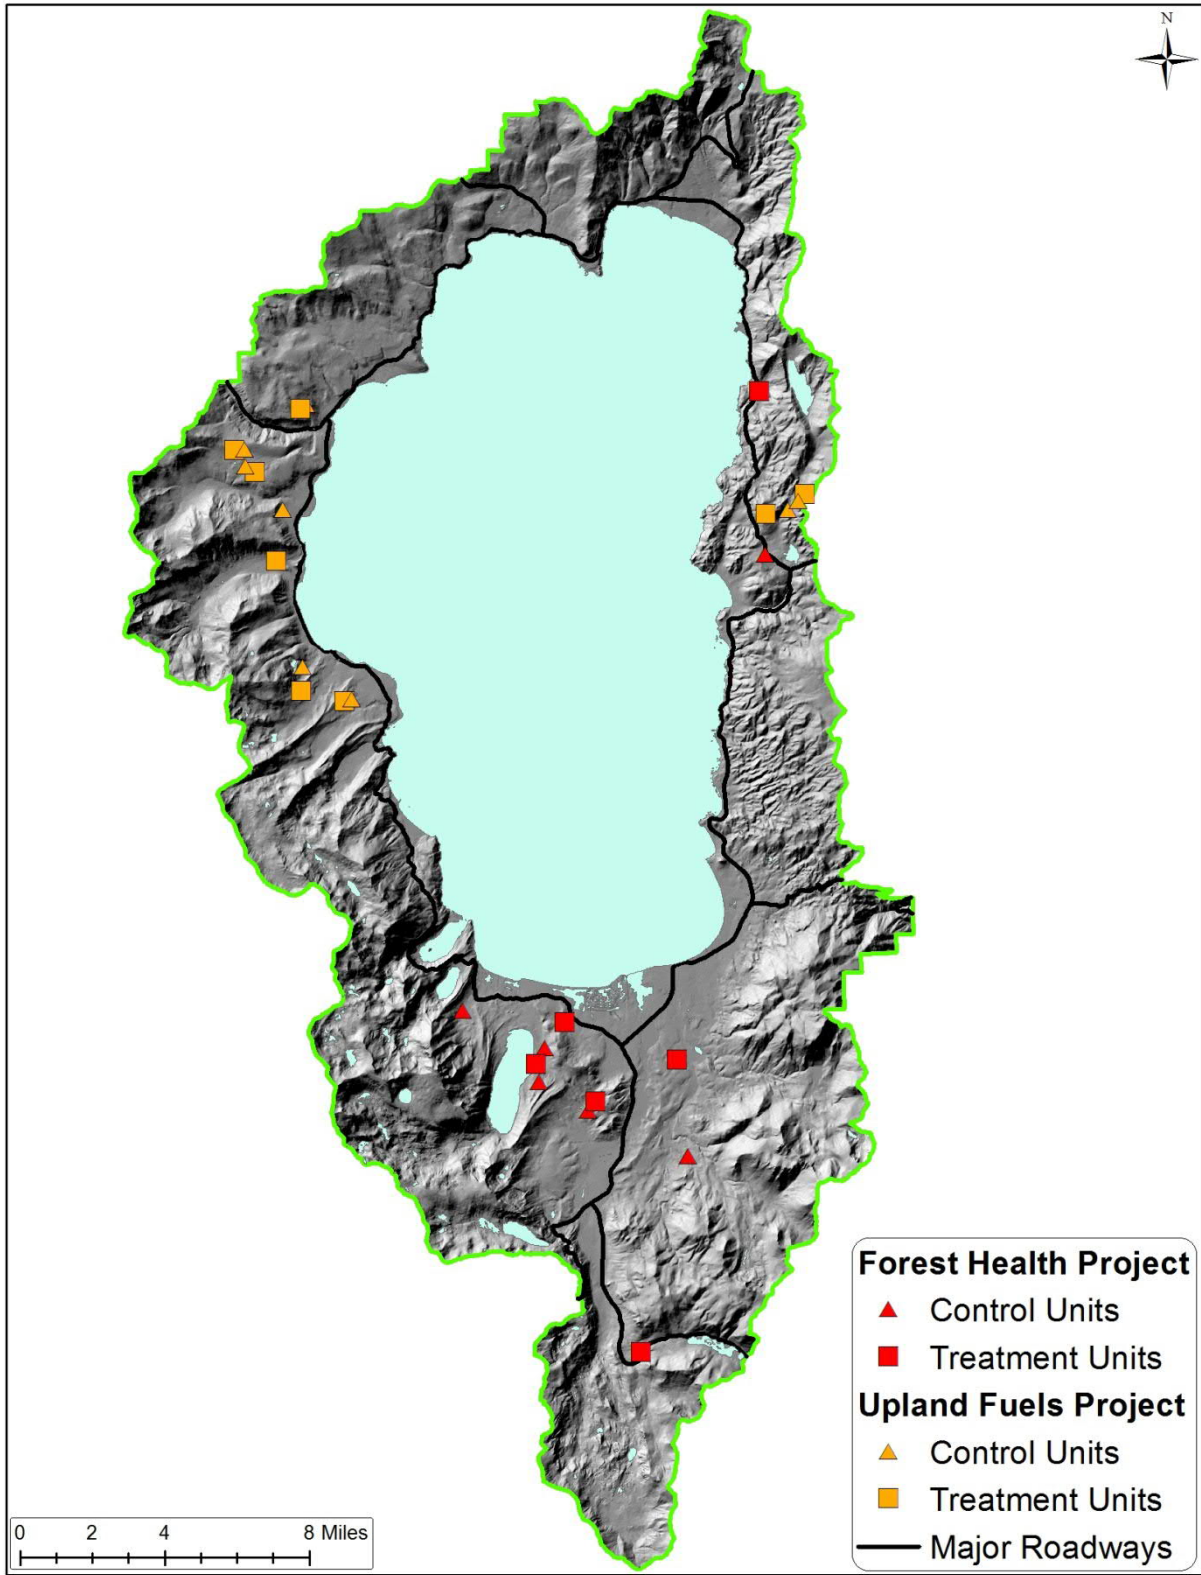 N
Forest Health Project
Control Units
Treatment Units
Upland Fuels Project
Control Units
Treatment Units
Major Roadways
0 2 4 8 Miles